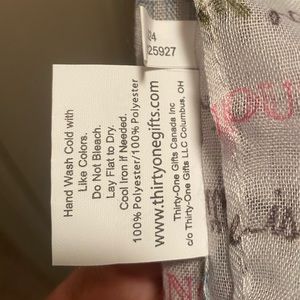 Hand Wash Cold with
Like Colors.
Do Not Bleach.
Lay Flat to Dry.
Cool Iron If Needed.
100% Polyester/100% Polyester
www.thirtyonegifts.com
Thirty-One Gifts Canada Inc
c/o Thirty-One Gifts LLC Columbus, OH
25927
YOU